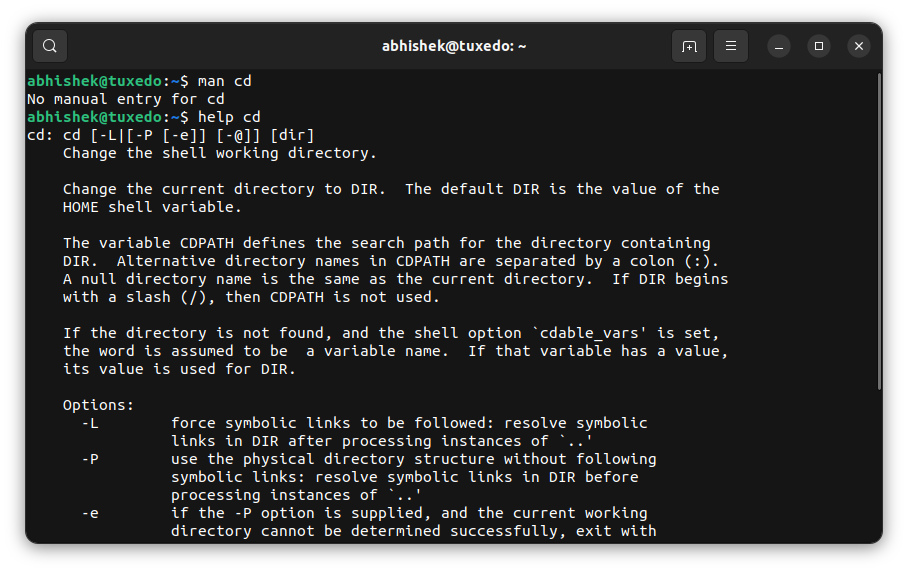 abhishek@tuxedo: ~
abhishek@tuxedo:~$ man cd
No manual entry for cd
abhishek@tuxedo:~$ help cd
cd: cd [-L|[-P [-e]] [-@]] [dir]
    Change the shell working directory.

    Change the current directory to DIR.  The default DIR is the value of the
    HOME shell variable.

    The variable CDPATH defines the search path for the directory containing
    DIR.  Alternative directory names in CDPATH are separated by a colon (:).
    A null directory name is the same as the current directory.  If DIR begins
    with a slash (/), then CDPATH is not used.

    If the directory is not found, and the shell option `cdable_vars' is set,
    the word is assumed to be  a variable name.  If that variable has a value,
    its value is used for DIR.

    Options:
      -L        force symbolic links to be followed: resolve symbolic
                links in DIR after processing instances of `..'
      -P        use the physical directory structure without following
                symbolic links: resolve symbolic links in DIR before
                processing instances of `..'
      -e        if the -P option is supplied, and the current working
                directory cannot be determined successfully, exit with